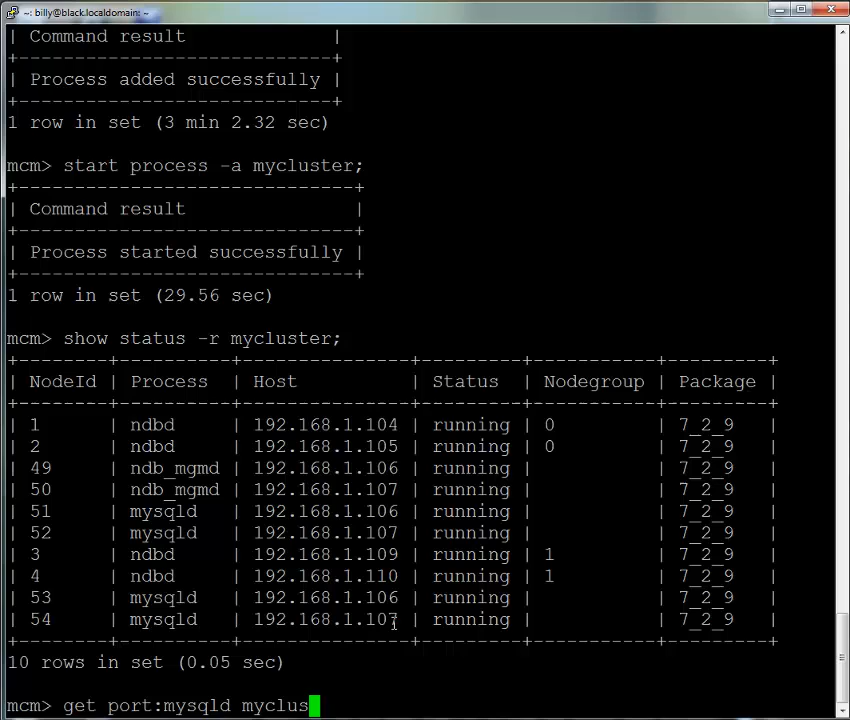 ~: billy@black.localdomain: ~
| Command result                |
+-----------------------------+
| Process added successfully |
+-----------------------------+
1 row in set (3 min 2.32 sec)
mcm> start process -a mycluster;
+-------------------------------+
| Command result                |
+-------------------------------+
| Process started successfully |
+-------------------------------+
1 row in set (29.56 sec)
mcm> show status -r mycluster;
+--------+----------+---------------+---------+-----------+---------+
| NodeId | Process | Host | Status | Nodegroup | Package |
+--------+----------+---------------+---------+-----------+---------+
| 1 | ndbd | 192.168.1.104 | running | 0 | 7_2_9 |
| 2 | ndbd | 192.168.1.105 | running | 0 | 7_2_9 |
| 49 | ndb_mgmd | 192.168.1.106 | running | | 7_2_9 |
| 50 | ndb_mgmd | 192.168.1.107 | running | | 7_2_9 |
| 51 | mysqld | 192.168.1.106 | running | | 7_2_9 |
| 52 | mysqld | 192.168.1.107 | running | | 7_2_9 |
| 3 | ndbd | 192.168.1.109 | running | 1 | 7_2_9 |
| 4 | ndbd | 192.168.1.110 | running | 1 | 7_2_9 |
| 53 | mysqld | 192.168.1.106 | running | | 7_2_9 |
| 54 | mysqld | 192.168.1.107 | running | | 7_2_9 |
+--------+----------+---------------+---------+-----------+---------+
10 rows in set (0.05 sec)
mcm> get port:mysqld myclus